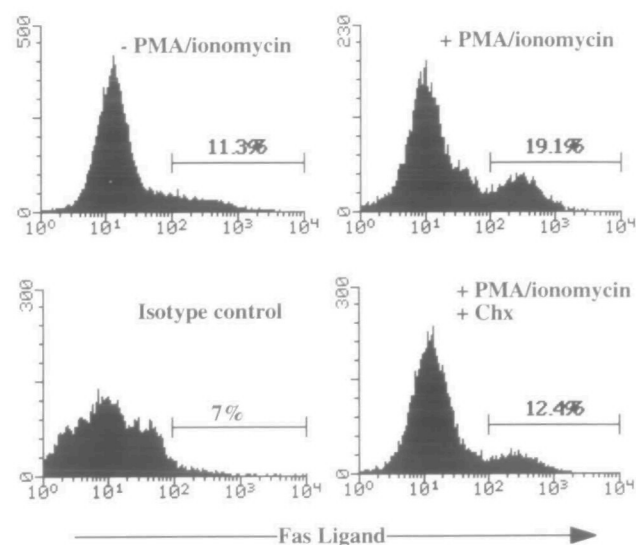 500
- PMA/ionomycin
11.3%
0
10⁰ 10¹ 10² 10³ 10⁴
230
+ PMA/ionomycin
19.1%
0
10⁰ 10¹ 10² 10³ 10⁴
300
Isotype control
7%
0
10⁰ 10¹ 10² 10³ 10⁴
300
+ PMA/ionomycin
+ Chx
12.4%
0
10⁰ 10¹ 10² 10³ 10⁴
Fas Ligand